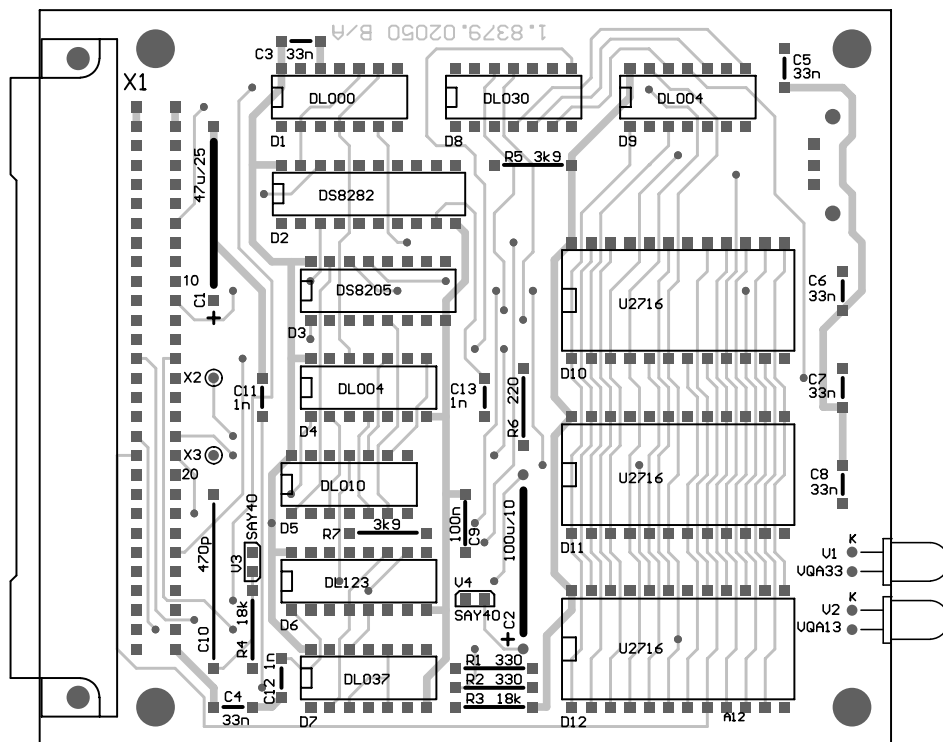 1.8379.02050 B/A
C3
33n
C5
33n
X1
DL000
DL030
DL004
D1
D8
D9
47u/25
R5 3k9
DS8282
D2
10
C1
+
DS8205
D3
U2716
C6
33n
D10
X2
C11
1n
DL004
D4
C13
1n
R6 220
C7
33n
X3
20
DL010
D5
SAY40
V3
R7 3k9
100n
C9
100u/10
C2
+
U2716
D11
C8
33n
470p
C10
K
V1
VQA33
DL123
D6
18k
R4
V4
SAY40
K
V2
VQA13
U2716
D12
A12
C12 1n
DL037
D7
R1 330
R2 330
R3 18k
C4
33n